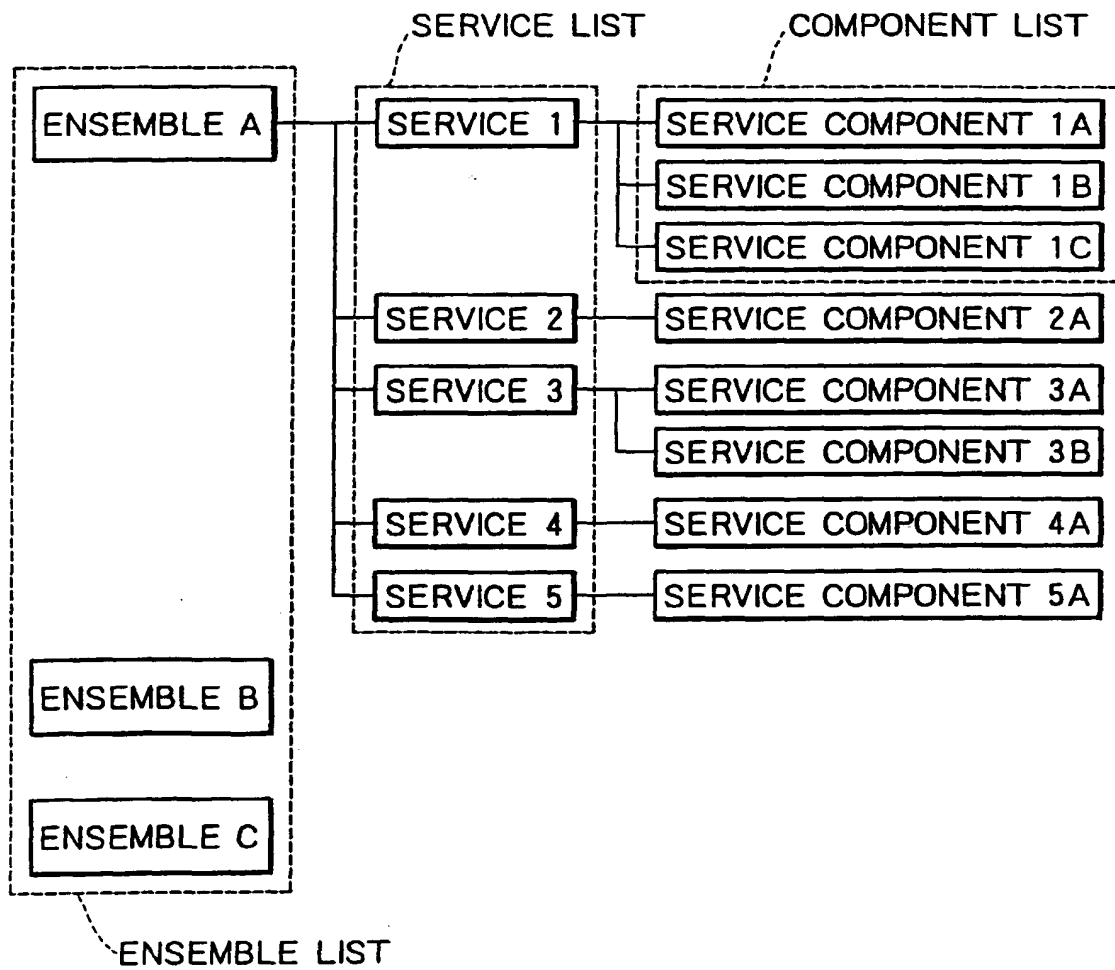 SERVICE LIST
COMPONENT LIST
ENSEMBLE A
SERVICE 1
SERVICE COMPONENT 1A
SERVICE COMPONENT 1B
SERVICE COMPONENT 1C
SERVICE 2
SERVICE COMPONENT 2A
SERVICE 3
SERVICE COMPONENT 3A
SERVICE COMPONENT 3B
SERVICE 4
SERVICE COMPONENT 4A
SERVICE 5
SERVICE COMPONENT 5A
ENSEMBLE B
ENSEMBLE C
ENSEMBLE LIST